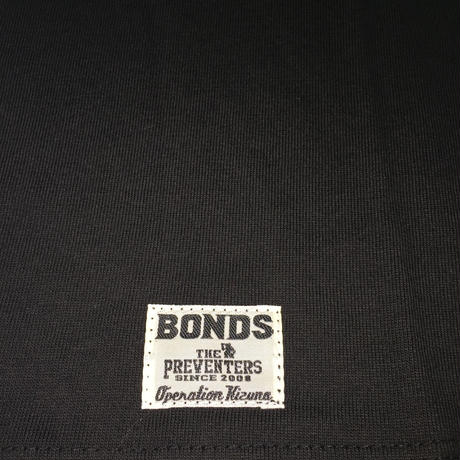 BONDS
THE
PREVENTERS
SINCE 2008
Operation Kizuna